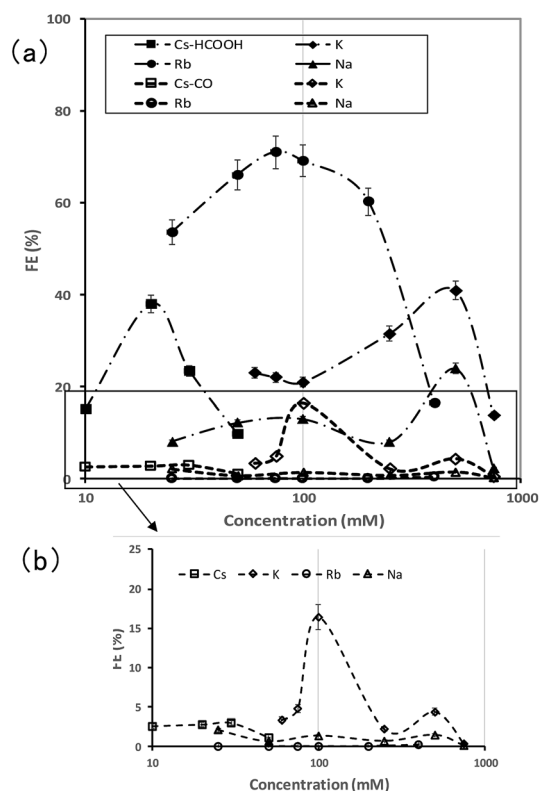 (a)
100
80
60
40
20
0
FE (%)
Cs-HCOOH K
Rb Na
Cs-CO K
Rb Na
10 100 1000
Concentration (mM)
(b)
25
20
15
10
5
0
FE (%)
Cs K Rb Na
10 100 1000
Concentration (mM)